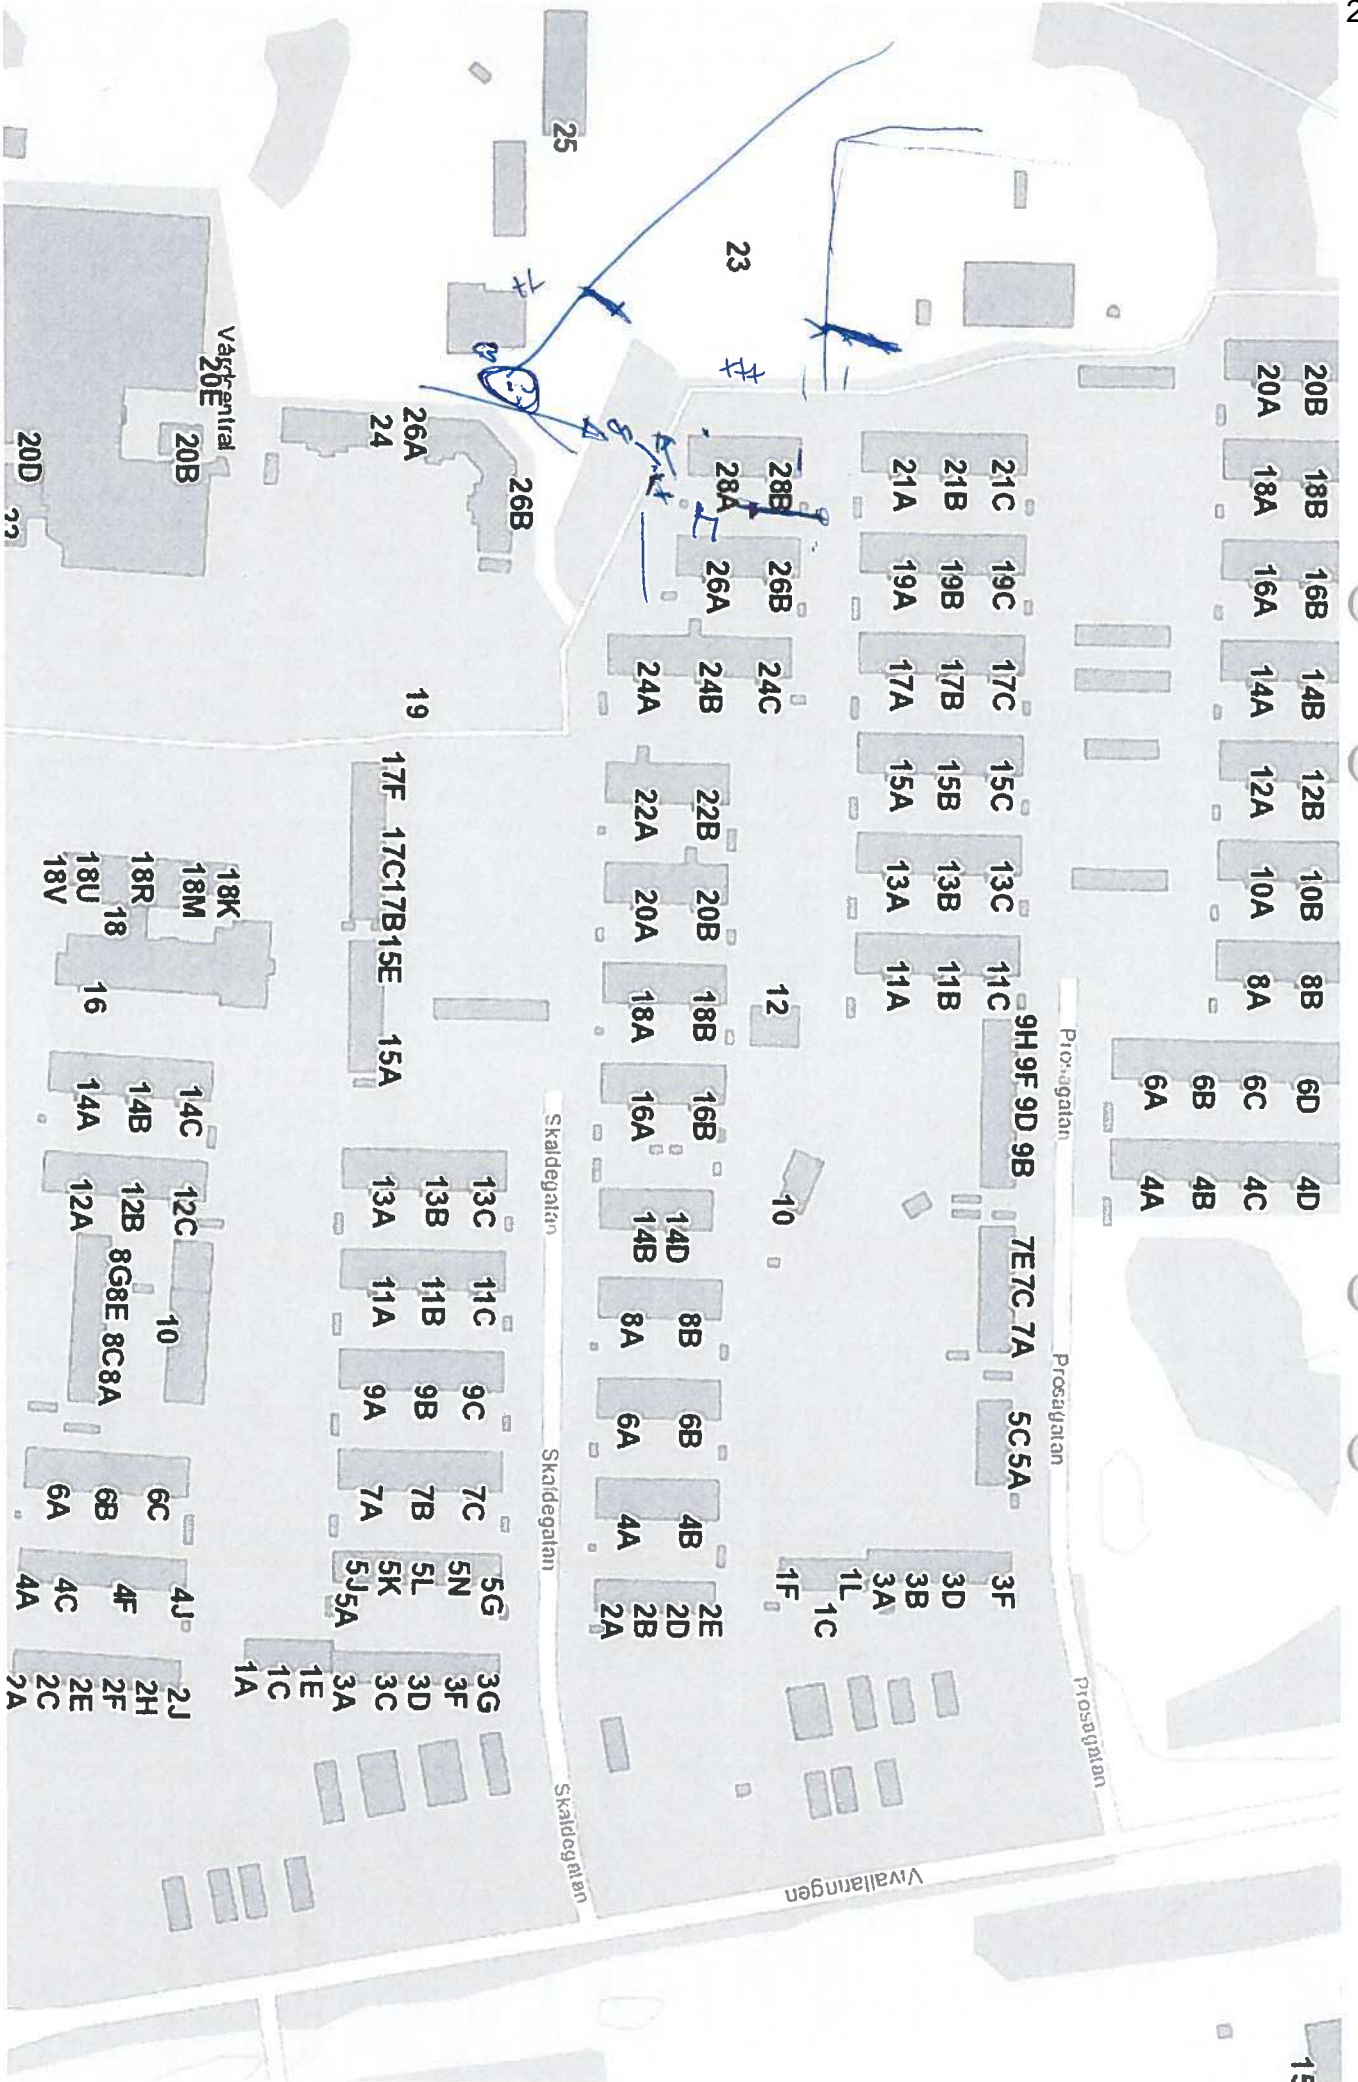 2
25
23
20B
20A
18B
18A
16B
16A
14B
14A
12B
12A
10B
10A
8B
8A
6D
6C
6B
6A
4D
4C
4B
4A
21C
21B
21A
19C
19B
19A
17C
17B
17A
15C
15B
15A
13C
13B
13A
11C
11B
11A
9H 9F 9D 9B
7E 7C 7A
5C 5A
Prosagatan
Prosagatan
Prosagatan
28B
28A
26B
26A
24C
24B
24A
22B
22A
20B
20A
18B
18A
16B
16A
14D
14B
8B
8A
6B
6A
4B
4A
2E
2D
2B
2A
12
10
3F
3D
3B
3A
1L
1C
1F
Skaldegatan
Skaldegatan
Skaldegatan
Vivallaringen
Vårdcentral
20E
20B
20D
22
24
26A
26B
19
17F 17C 17B 15E 15A
13C
13B
13A
11C
11B
11A
9C
9B
9A
7C
7B
7A
5G
5N
5L
5K
5J
5A
3G
3F
3D
3C
3A
1E
1C
1A
18K
18M
18R
18
18U
18V
16
14C
14B
14A
12C
12B
12A
10
8G 8E 8C 8A
6C
6B
6A
4J
4F
4C
4A
2J
2H
2F
2E
2C
2A
15